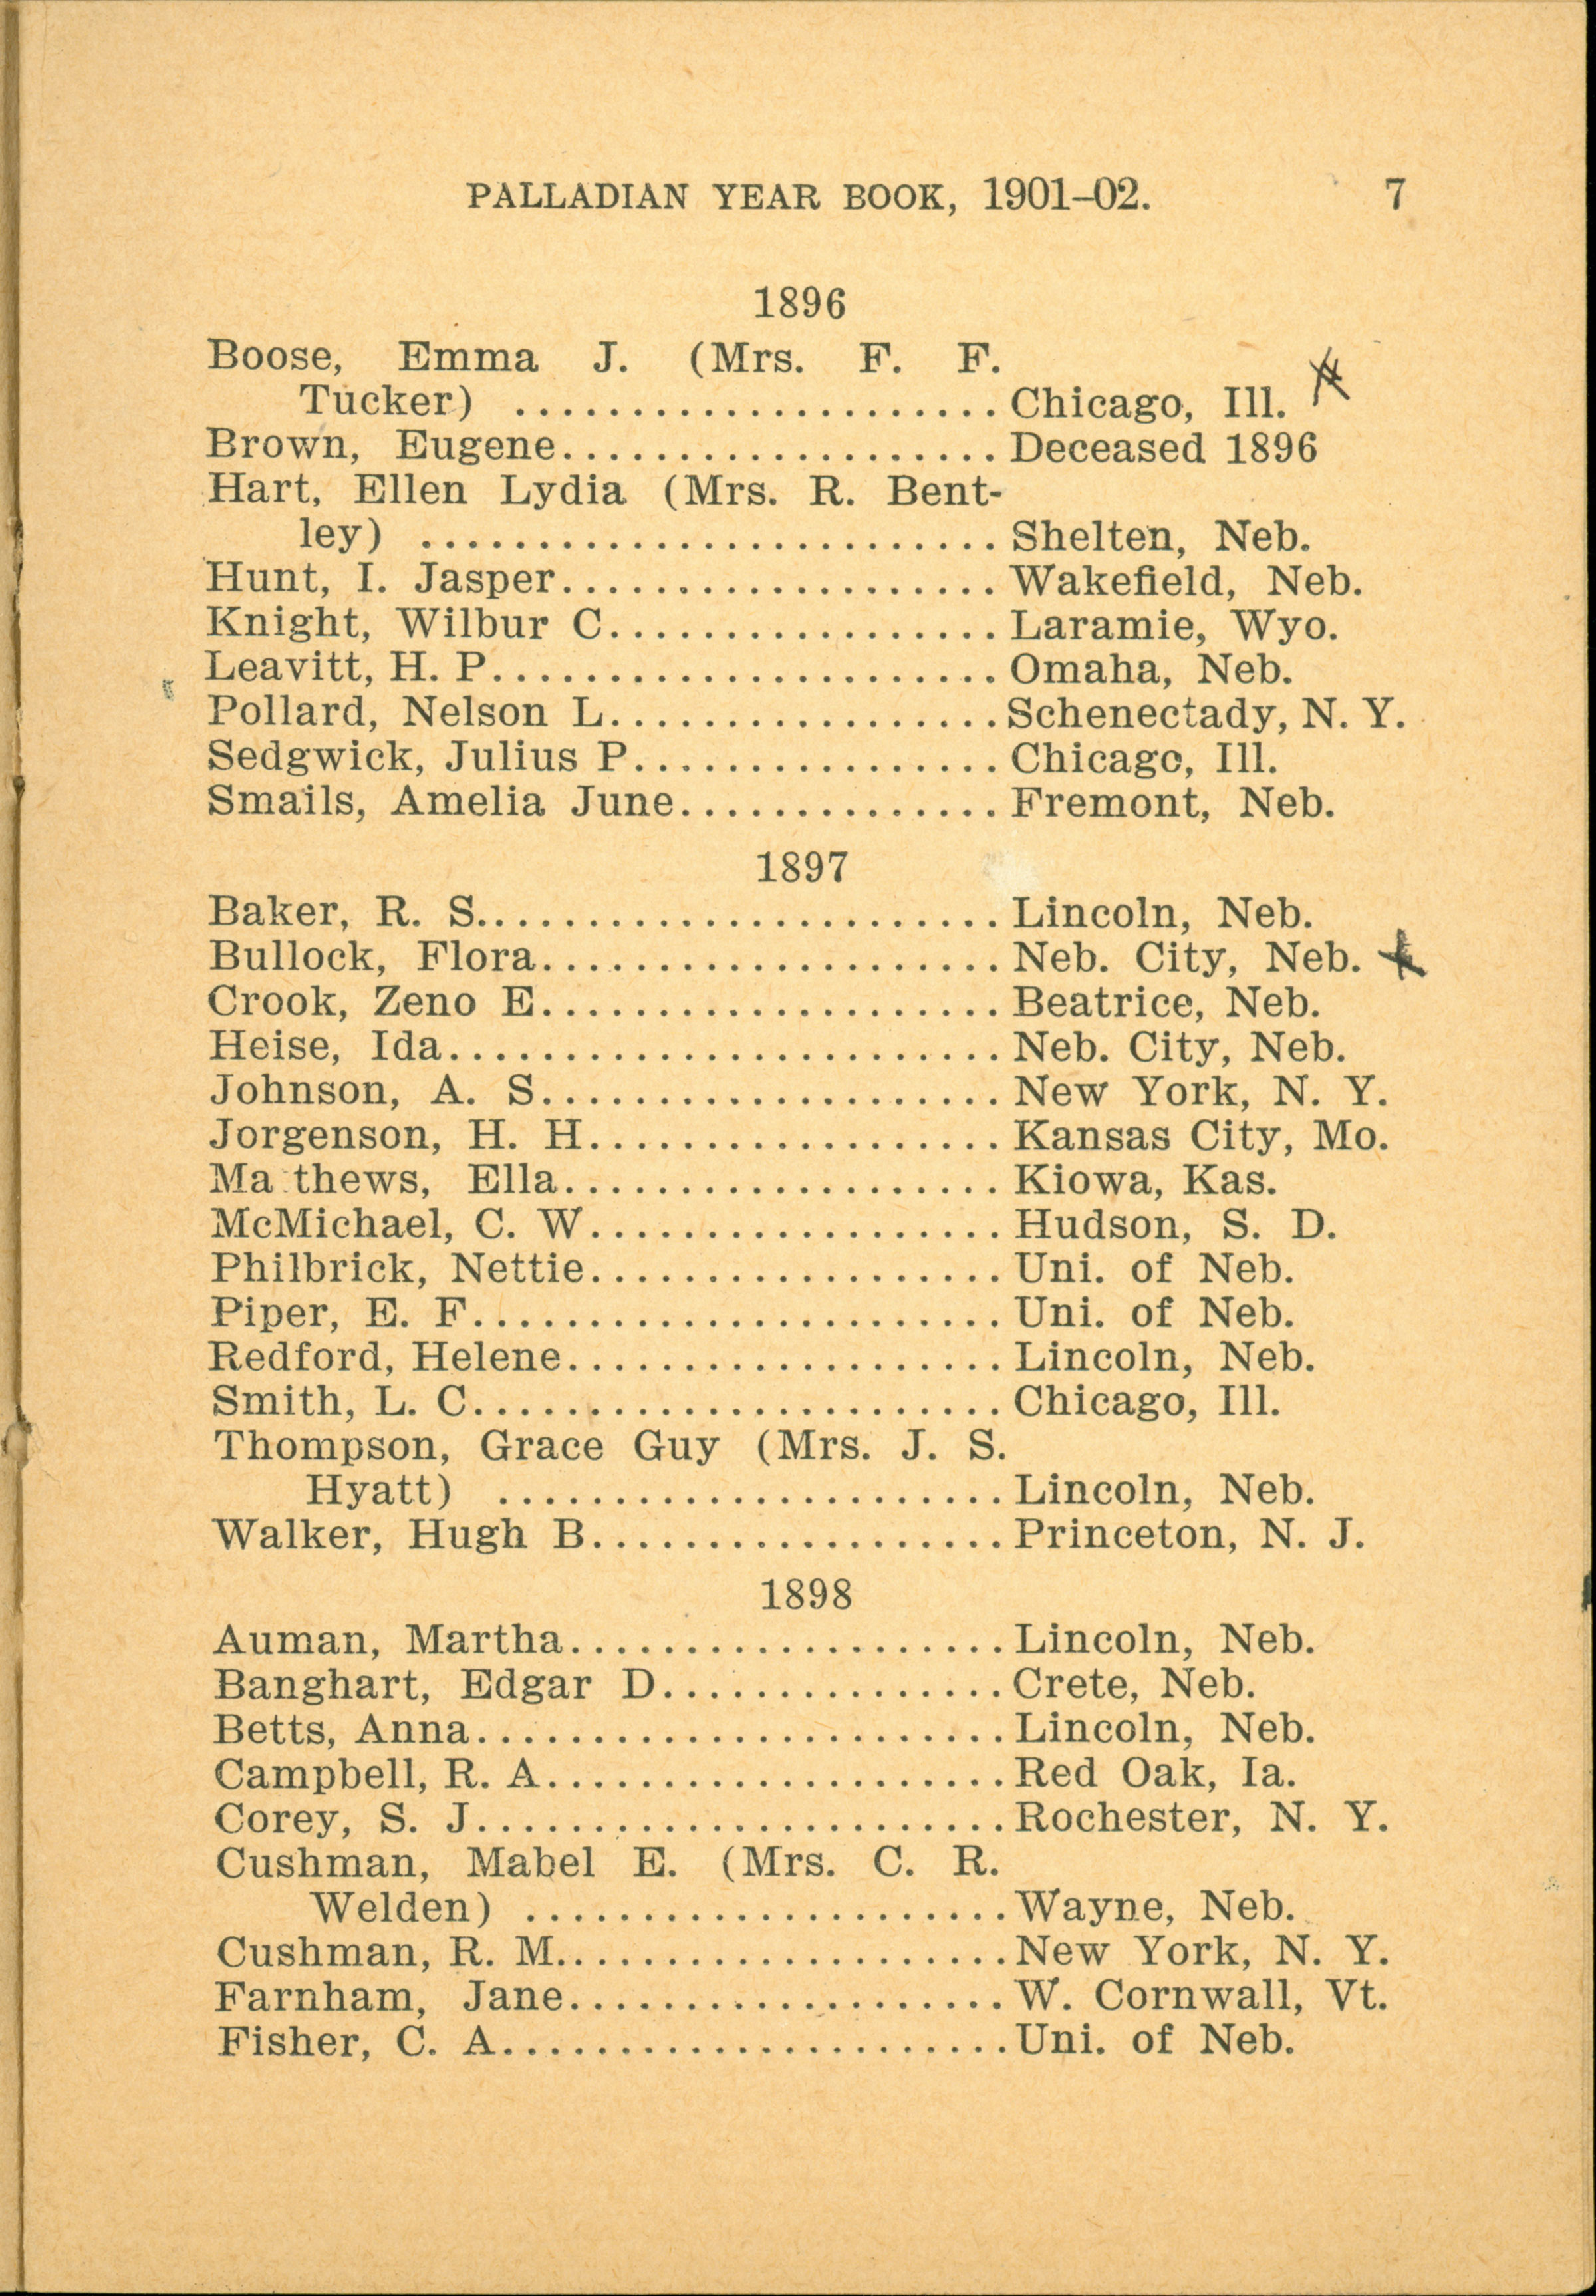 PALLADIAN YEAR BOOK, 1901–02. 7
1896
Boose, Emma J. (Mrs. F. F.
Tucker) ..................... Chicago, Ill.
Brown, Eugene................... Deceased 1896
Hart, Ellen Lydia (Mrs. R. Bent-
ley) ......................... Shelten, Neb.
Hunt, I. Jasper................... Wakefield, Neb.
Knight, Wilbur C................. Laramie, Wyo.
Leavitt, H. P...................... Omaha, Neb.
Pollard, Nelson L................. Schenectady, N. Y.
Sedgwick, Julius P................ Chicago, Ill.
Smails, Amelia June.............. Fremont, Neb.
1897
Baker, R. S....................... Lincoln, Neb.
Bullock, Flora.................... Neb. City, Neb.
Crook, Zeno E.................... Beatrice, Neb.
Heise, Ida........................ Neb. City, Neb.
Johnson, A. S.................... New York, N. Y.
Jorgenson, H. H.................. Kansas City, Mo.
Ma thews, Ella................... Kiowa, Kas.
McMichael, C. W.................. Hudson, S. D.
Philbrick, Nettie.................. Uni. of Neb.
Piper, E. F....................... Uni. of Neb.
Redford, Helene................... Lincoln, Neb.
Smith, L. C....................... Chicago, Ill.
Thompson, Grace Guy (Mrs. J. S.
Hyatt) ...................... Lincoln, Neb.
Walker, Hugh B.................. Princeton, N. J.
1898
Auman, Martha................... Lincoln, Neb.
Banghart, Edgar D............... Crete, Neb.
Betts, Anna....................... Lincoln, Neb.
Campbell, R. A.................... Red Oak, Ia.
Corey, S. J....................... Rochester, N. Y.
Cushman, Mabel E. (Mrs. C. R.
Welden) ..................... Wayne, Neb.
Cushman, R. M.................... New York, N. Y.
Farnham, Jane................... W. Cornwall, Vt.
Fisher, C. A...................... Uni. of Neb.